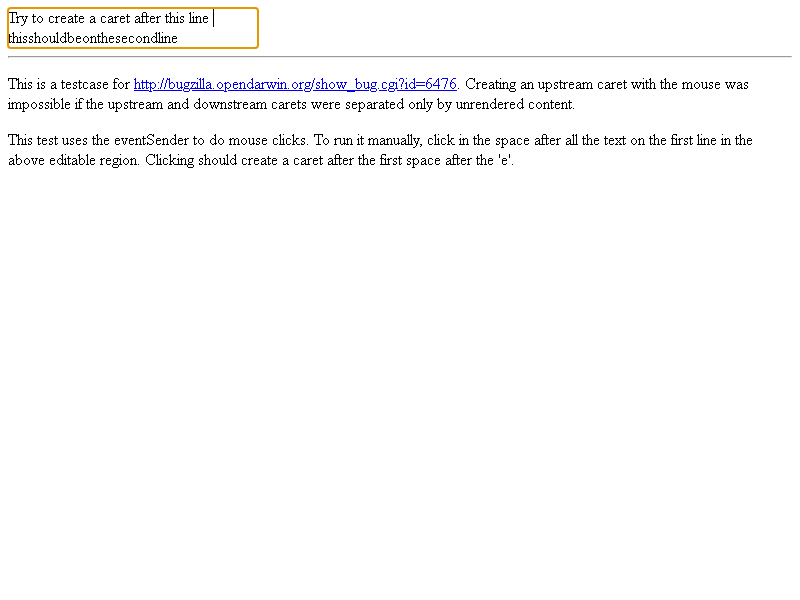 Try to create a caret after this line
thisshouldbeonthesecondline
This is a testcase for http://bugzilla.opendarwin.org/show_bug.cgi?id=6476. Creating an upstream caret with the mouse was
impossible if the upstream and downstream carets were separated only by unrendered content.
This test uses the eventSender to do mouse clicks. To run it manually, click in the space after all the text on the first line in the
above editable region. Clicking should create a caret after the first space after the 'e'.